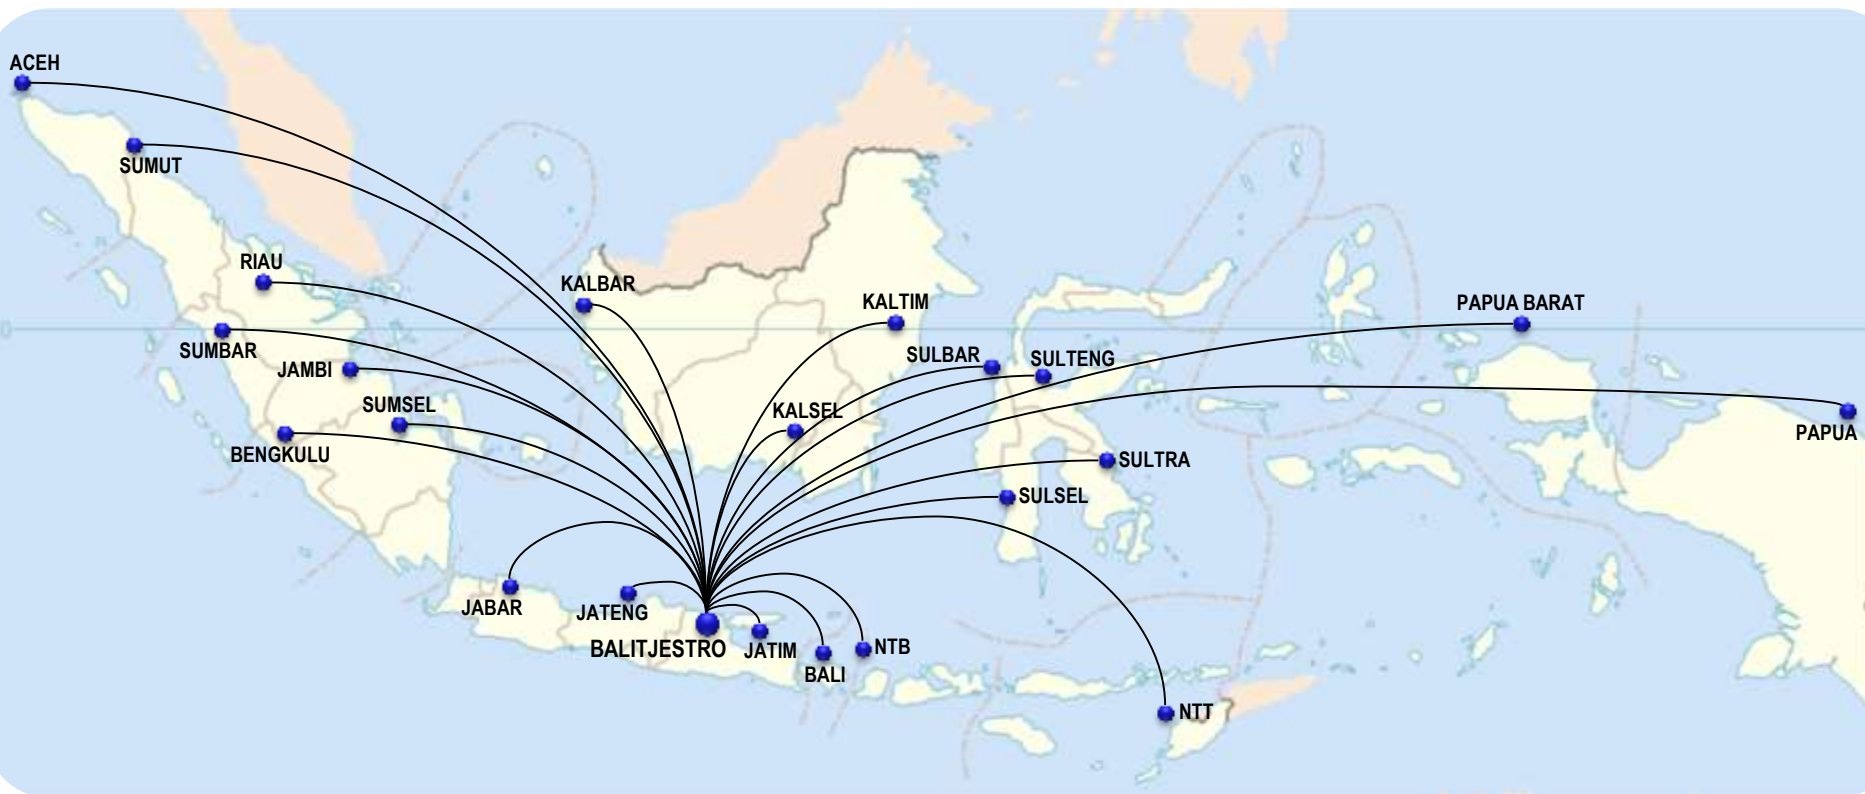 ACEH
SUMUT
RIAU
KALBAR
KALTIM
PAPUA BARAT
0
SUMBAR
SULBAR
SULTENG
JAMBI
SUMSEL
KALSEL
PAPUA
BENGKULU
SULTRA
SULSEL
JABAR
JATENG
BALITJESTRO
JATIM
NTB
BALI
NTT